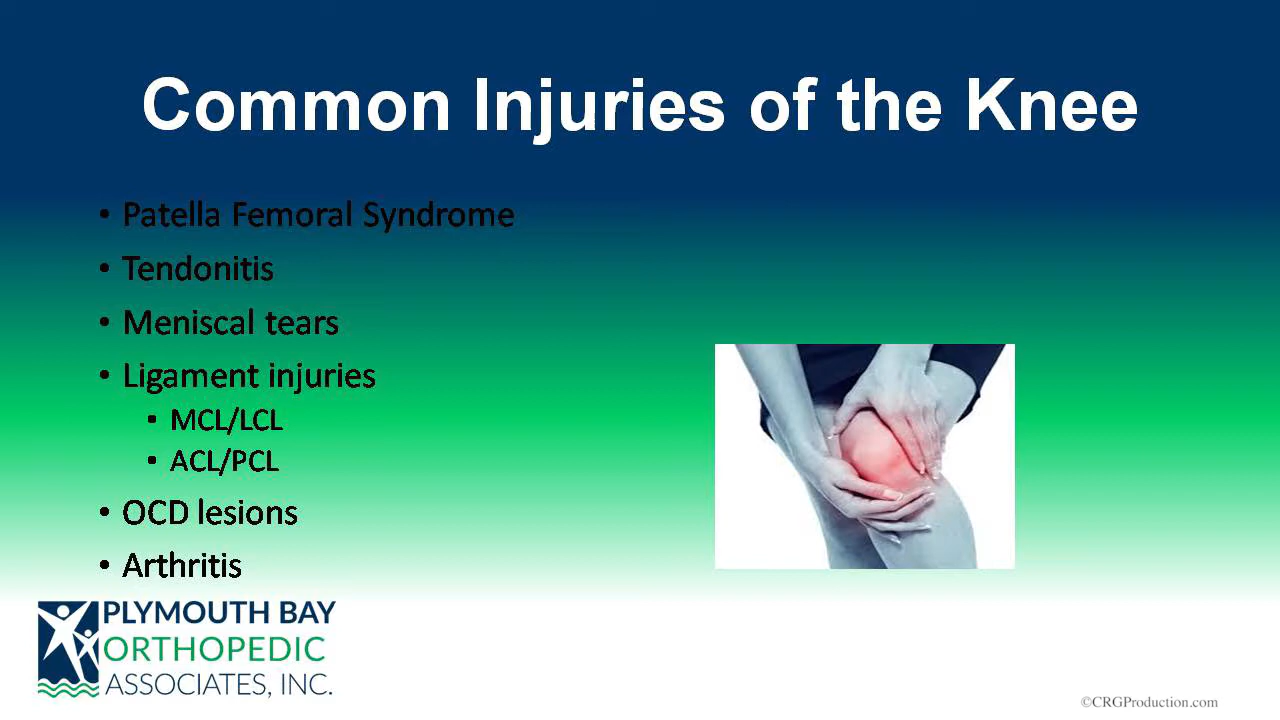 Common Injuries of the Knee
• Patella Femoral Syndrome
• Tendonitis
• Meniscal tears
• Ligament injuries
• MCL/LCL
• ACL/PCL
• OCD lesions
• Arthritis
PLYMOUTH BAY
ORTHOPEDIC
ASSOCIATES, INC.
©CRGProduction.com